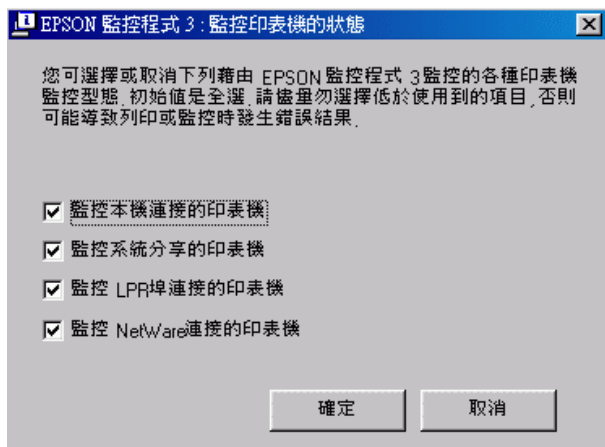 EPSON 監控程式 3 : 監控印表機的狀態
您可選擇或取消下列藉由 EPSON 監控程式 3監控的各種印表機
監控型態.初始值是全選.請儘量勿選擇低於使用到的項目,否則
可能導致列印或監控時發生錯誤結果.
監控本機連接的印表機
監控系統分享的印表機
監控 LPR埠連接的印表機
監控 NetWare連接的印表機
確定
取消